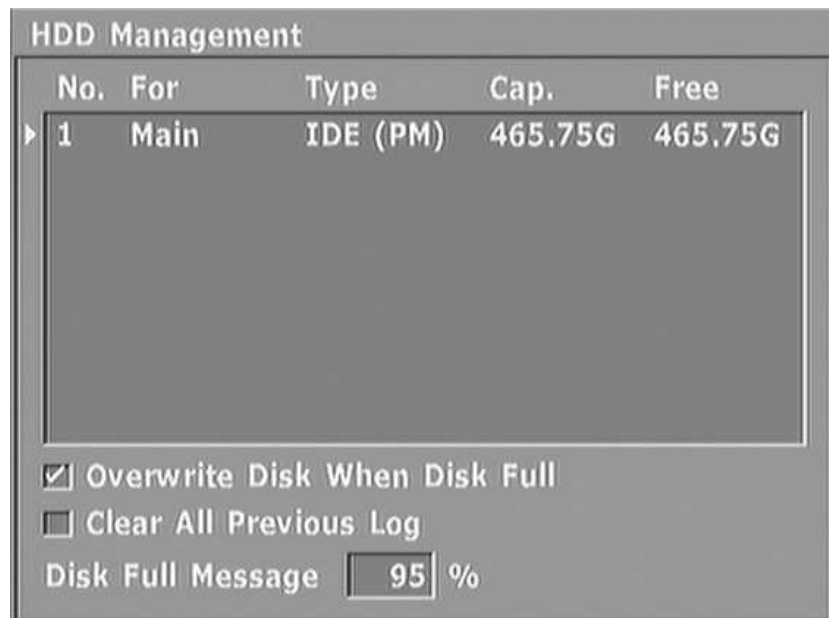 HDD Management
No. For Type Cap. Free
1 Main IDE (PM) 465.75G 465.75G
Overwrite Disk When Disk Full
Clear All Previous Log
Disk Full Message 95 %